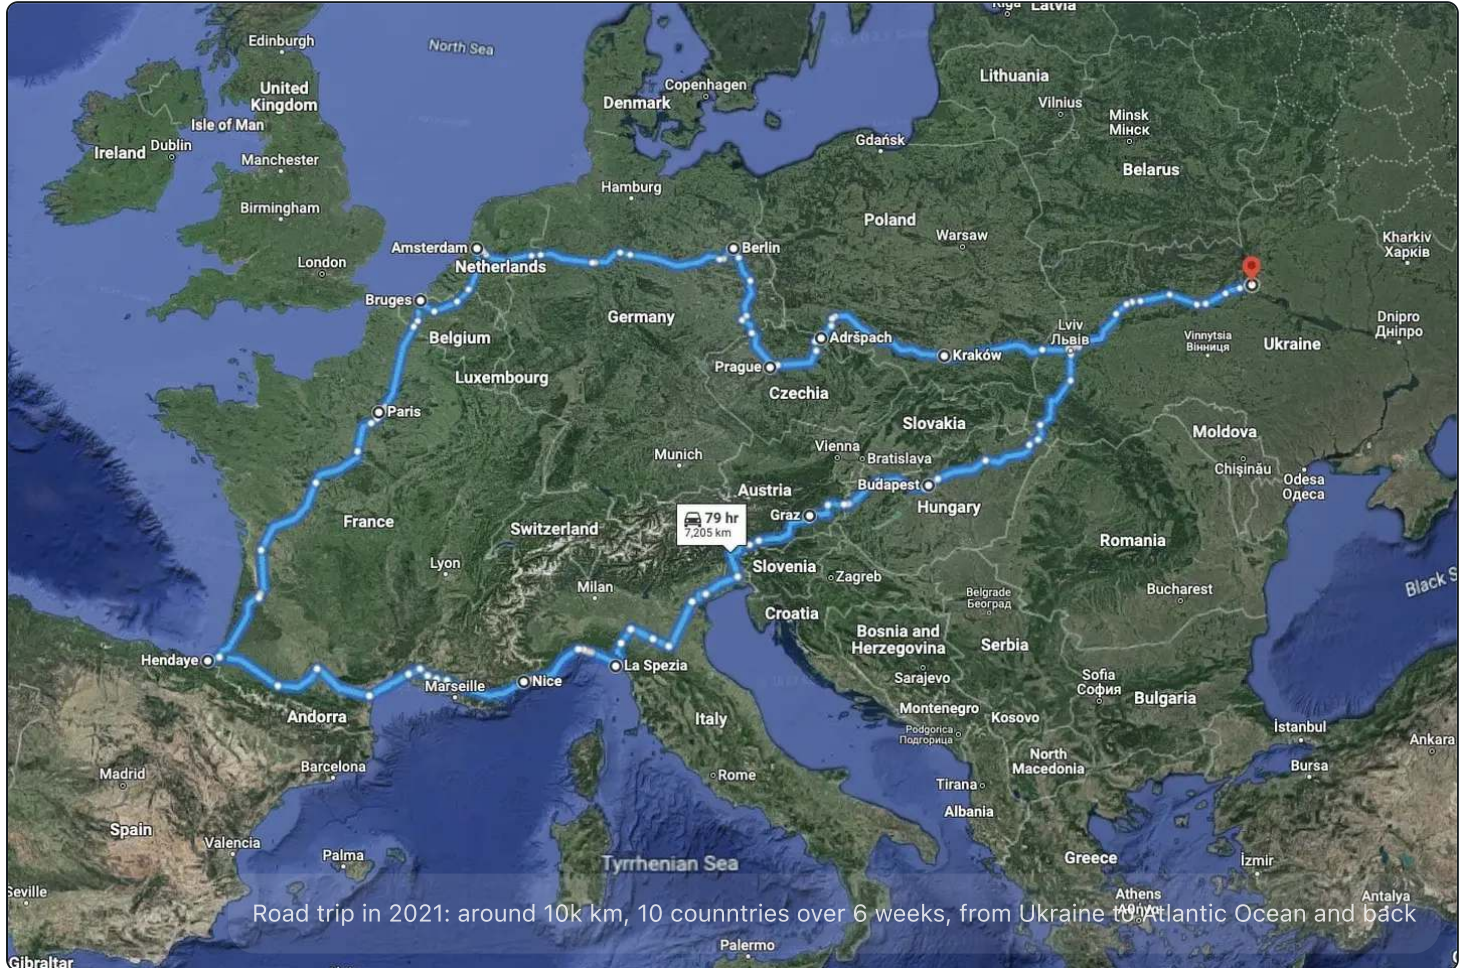 Riga
Latvia
Edinburgh
North Sea
United
Kingdom
Isle of Man
Ireland
Dublin
Manchester
Birmingham
London
Copenhagen
Denmark
Lithuania
Vilnius
Minsk
Мінск
Belarus
Gdańsk
Hamburg
Poland
Warsaw
Kharkiv
Харків
Amsterdam
Netherlands
Berlin
Bruges
Belgium
Germany
Luxembourg
Adršpach
Prague
Czechia
Kraków
Lviv
Львів
Vinnytsia
Вінниця
Ukraine
Dnipro
Дніпро
Paris
Slovakia
Moldova
Chișinău
Odesa
Одеса
Munich
Vienna
Bratislava
Austria
Budapest
Hungary
Graz
79 hr
7,205 km
France
Switzerland
Lyon
Milan
Slovenia
Zagreb
Croatia
Romania
Bucharest
Belgrade
Београд
Black S
Bosnia and
Herzegovina
Serbia
Sarajevo
Sofia
София
Bulgaria
Montenegro
Kosovo
Podgorica
Подгорица
North
Macedonia
İstanbul
Bursa
Ankara
Hendaye
Marseille
Nice
La Spezia
Andorra
Italy
Rome
Barcelona
Madrid
Spain
Valencia
Palma
Tirana
Albania
Tyrrhenian Sea
Greece
İzmir
Seville
Athens
Αθήνα
Antalya
Road trip in 2021: around 10k km, 10 counntries over 6 weeks, from Ukraine to Atlantic Ocean and back
Palermo
Gibraltar